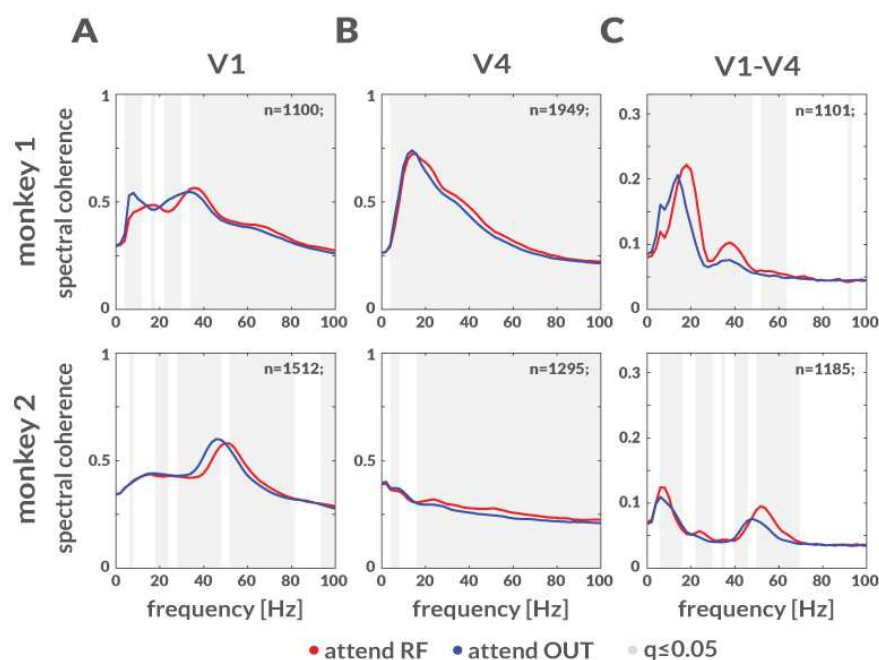 A
B
C
V1
V4
V1-V4
monkey 1
spectral coherence
1
0.5
0
n=1100;
0 20 40 60 80 100
1
0.5
0
n=1949;
0 20 40 60 80 100
0.3
0.2
0.1
0
n=1101;
0 20 40 60 80 100
monkey 2
spectral coherence
1
0.5
0
n=1512;
0 20 40 60 80 100
frequency [Hz]
1
0.5
0
n=1295;
0 20 40 60 80 100
frequency [Hz]
0.3
0.2
0.1
0
n=1185;
0 20 40 60 80 100
frequency [Hz]
attend RF attend OUT q≤0.05